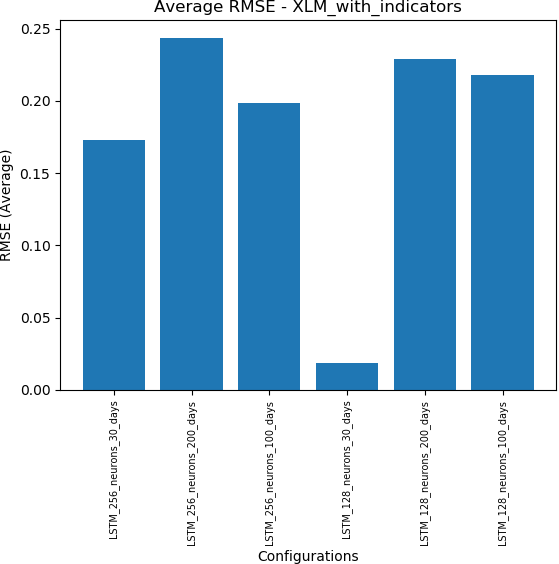 Average RMSE - XLM_with_indicators
RMSE (Average)
0.25
0.20
0.15
0.10
0.05
0.00
LSTM_256_neurons_30_days
LSTM_256_neurons_200_days
LSTM_256_neurons_100_days
LSTM_128_neurons_30_days
LSTM_128_neurons_200_days
LSTM_128_neurons_100_days
Configurations